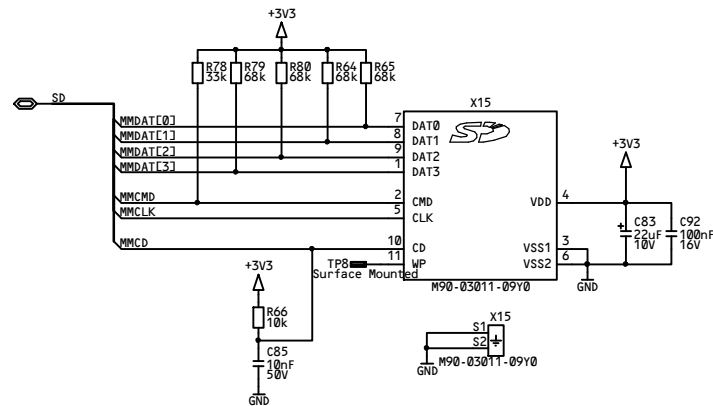 +3V3
R78
33k
R79
68k
R80
68k
R64
68k
R65
68k
SD
X15
MMDAT[0]
7
DAT0
SD
MMDAT[1]
8
DAT1
MMDAT[2]
9
DAT2
MMDAT[3]
1
DAT3
+3V3
MMCMD
2
CMD
VDD
4
MMCLK
5
CLK
C83
22uF
10V
C92
100nF
16V
MMCD
10
CD
VSS1
3
TP8
11
WP
VSS2
6
Surface Mounted
M90-03011-09Y0
GND
+3V3
R66
10k
X15
S1
S2
C85
10nF
50V
M90-03011-09Y0
GND
GND